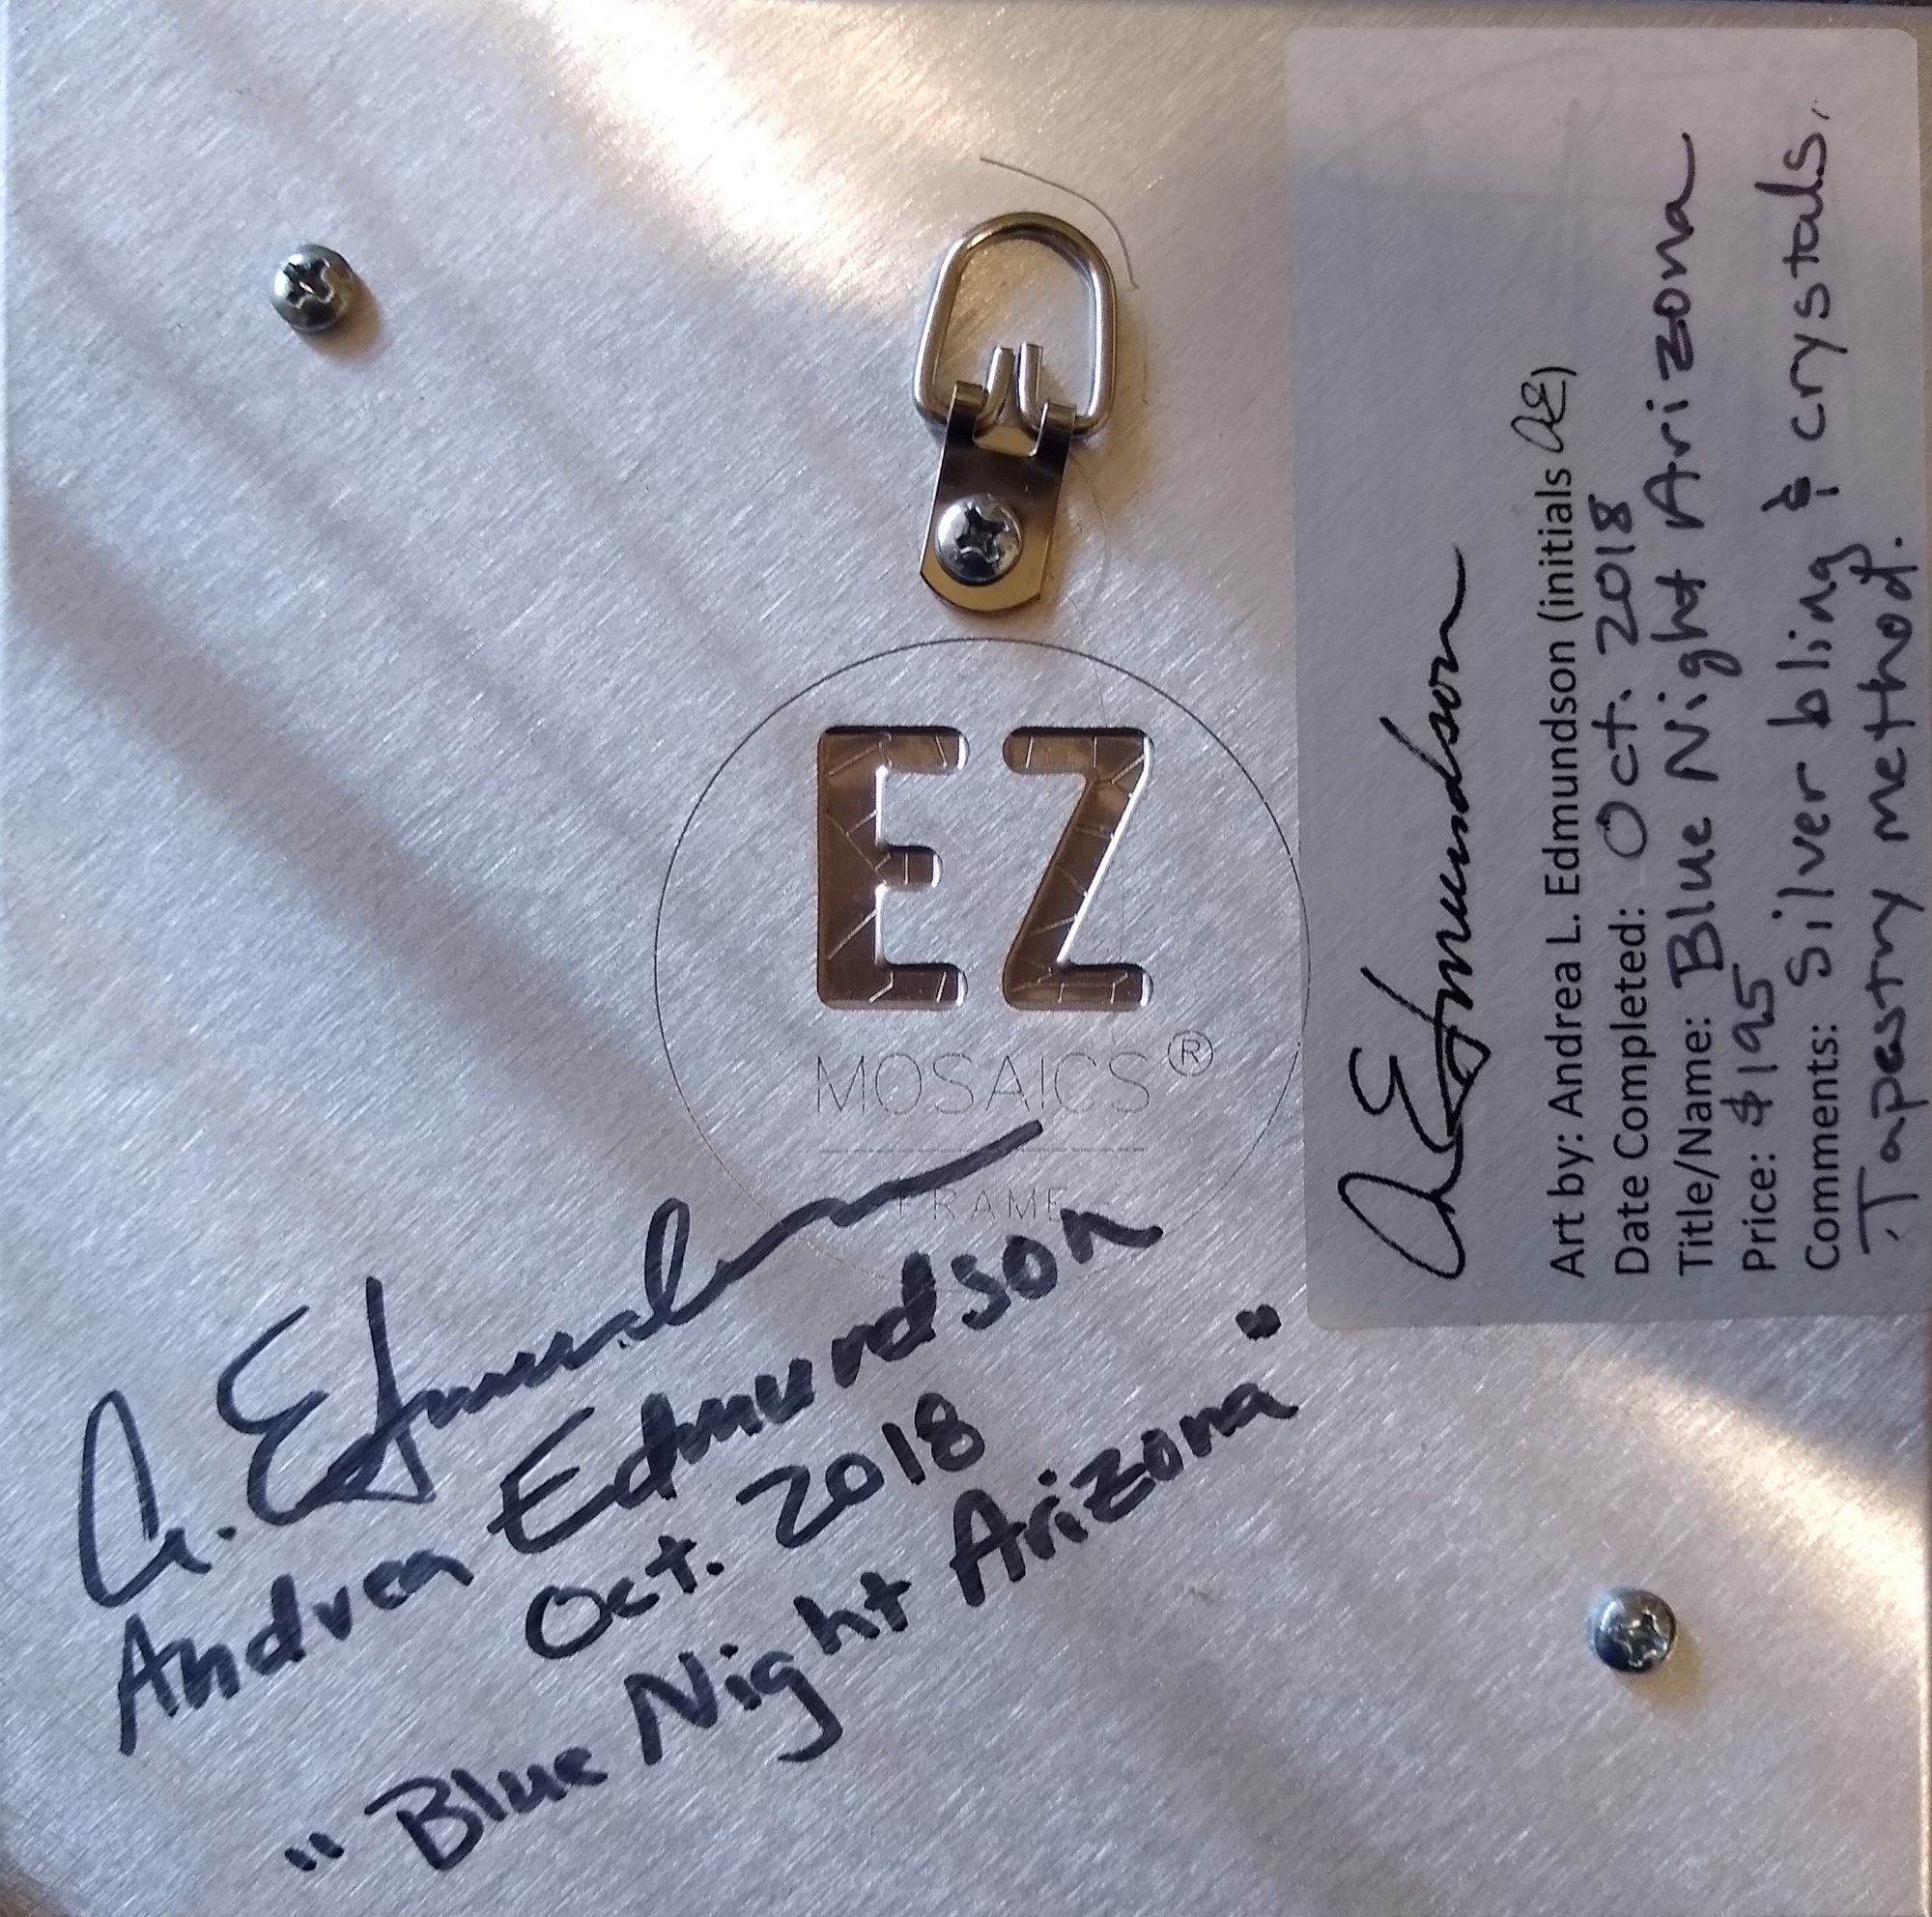 EZ
MOSAICS®
FRAME
A. Edmundson
Andrea Edmundson
Oct. 2018
"Blue Night Arizona"
A Edmundson
Art by: Andrea L. Edmundson (initials AE)
Date Completed: Oct. 2018
Title/Name: Blue Night Arizona
Price: $195
Comments: Silver bling & crystals.
Tapestry method.